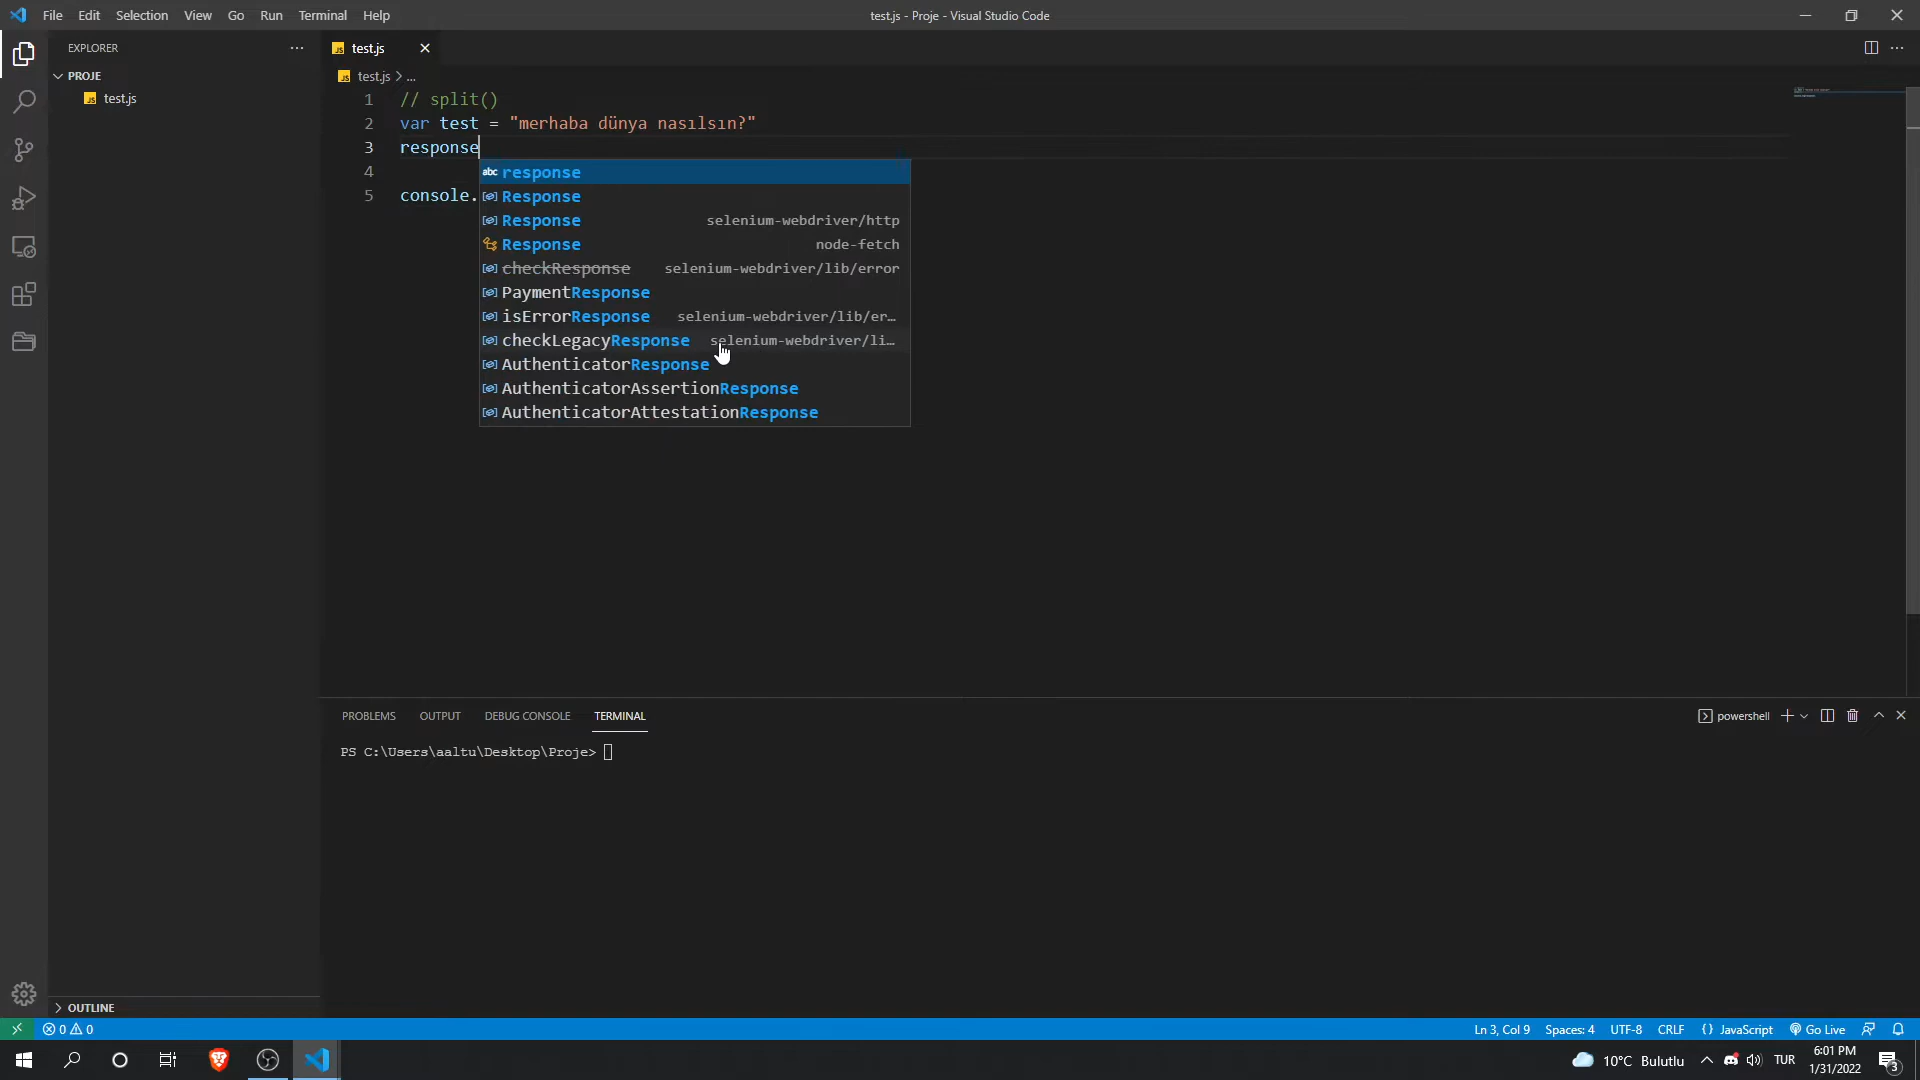 File Edit Selection View Go Run Terminal Help
test.js - Proje - Visual Studio Code
EXPLORER
test.js
PROJE
test.js
test.js > ...
1 // split()
2 var test = "merhaba dünya nasılsın?"
3 response
4
5 console.
abc response
Response
Response selenium-webdriver/http
Response node-fetch
checkResponse selenium-webdriver/lib/error
PaymentResponse
isErrorResponse selenium-webdriver/lib/er…
checkLegacyResponse selenium-webdriver/li…
AuthenticatorResponse
AuthenticatorAssertionResponse
AuthenticatorAttestationResponse
PROBLEMS OUTPUT DEBUG CONSOLE TERMINAL
powershell
PS C:\Users\aaltu\Desktop\Proje>
OUTLINE
0 0
Ln 3, Col 9 Spaces: 4 UTF-8 CRLF {} JavaScript Go Live
10°C Bulutlu TUR
6:01 PM
1/31/2022
3